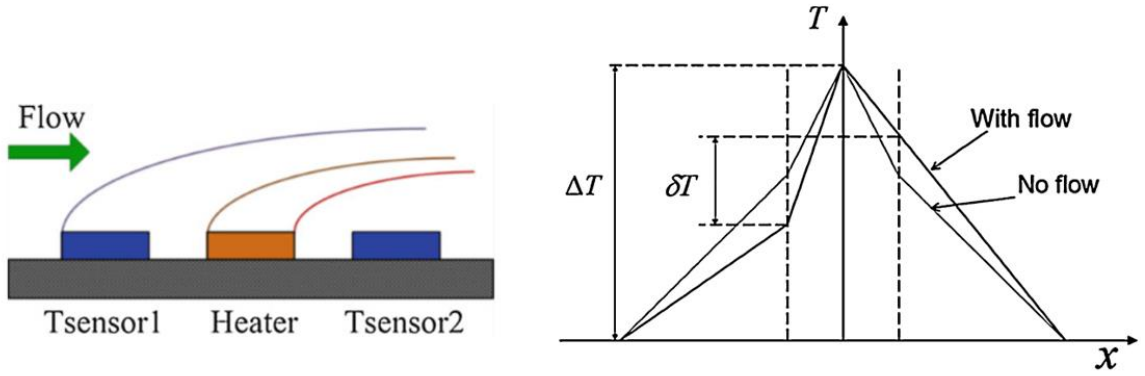 Flow
Tsensor1 Heater Tsensor2
T
With flow
ΔT
δT
No flow
x